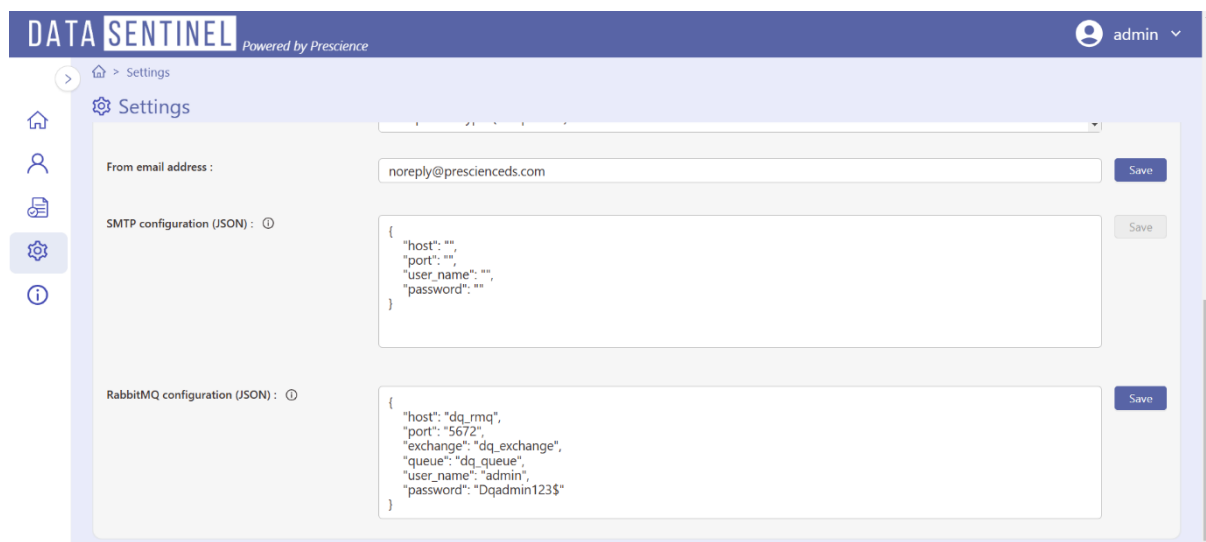 DATA SENTINEL Powered by Prescience
admin
> Settings
Settings
From email address :
noreply@prescienceds.com
Save
SMTP configuration (JSON) :
{
"host": "",
"port": "",
"user_name": "",
"password": ""
}
Save
RabbitMQ configuration (JSON) :
{
"host": "dq_rmq",
"port": "5672",
"exchange": "dq_exchange",
"queue": "dq_queue",
"user_name": "admin",
"password": "Dqadmin123$"
}
Save